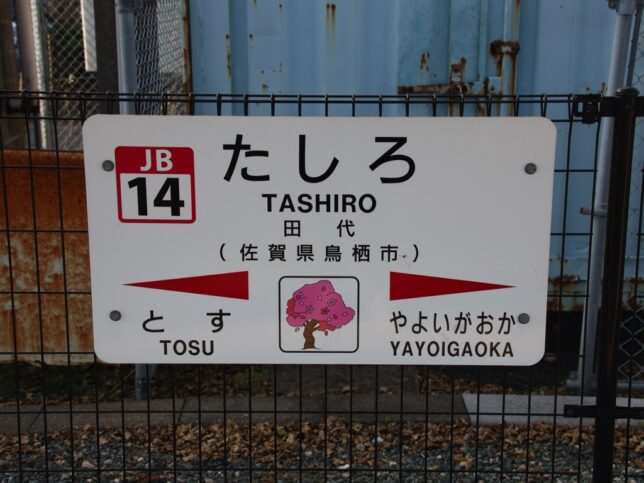 JB
14
たしろ
TASHIRO
田代
(佐賀県鳥栖市)
とす
TOSU
やよいがおか
YAYOIGAOKA